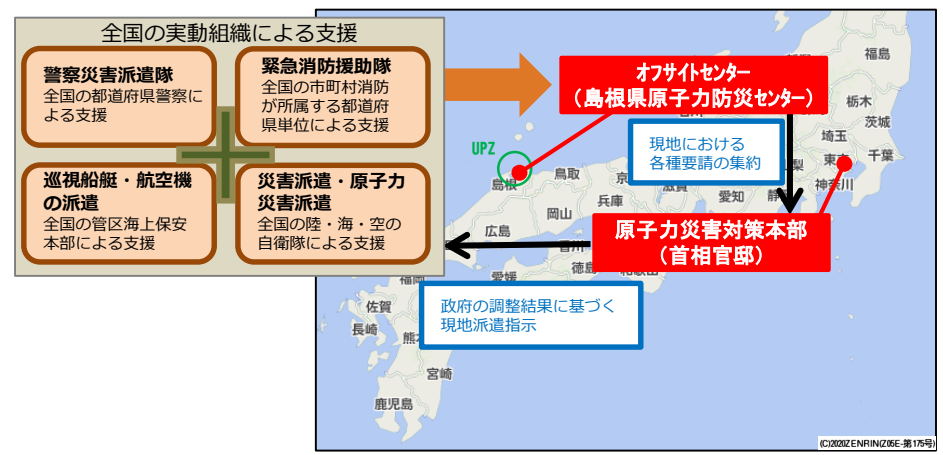 全国の実動組織による支援
警察災害派遣隊
全国の都道府県警察に
よる支援
緊急消防援助隊
全国の市町村消防
が所属する都道府
県単位による支援
巡視船艇・航空機
の派遣
全国の管区海上保安
本部による支援
災害派遣・原子力
災害派遣
全国の陸・海・空の
自衛隊による支援
オフサイトセンター
（島根県原子力防災センター）
現地における
各種要請の集約
原子力災害対策本部
（首相官邸）
政府の調整結果に基づく
現地派遣指示
UPZ
福島
栃木
茨城
埼玉
千葉
神奈川
愛知
鳥取
島根
兵庫
岡山
広島
徳島
愛媛
福岡
佐賀
長崎
宮崎
鹿児島
(C)2020ZENRIN(Z05E-第175号)